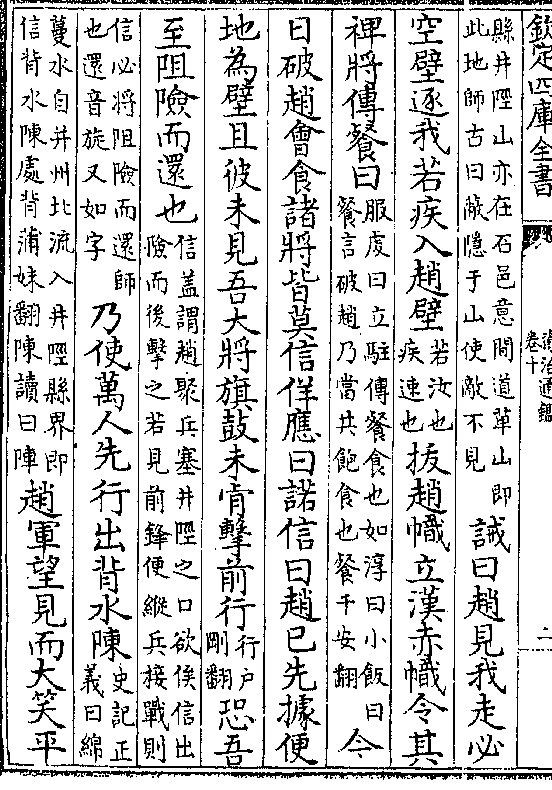 欽定四庫全書
資治通鑑
卷十
二
縣井陘山亦在石邑意間道萆山即此地師古曰蔽隱于山使敵不見誡曰趙見我走必
空壁逐我若疾入趙壁若汝也疾速也拔趙幟立漢赤幟令其
裨將傳餐曰服虔曰立駐傳餐食也如淳曰小飯曰餐言破趙乃當共飽食也餐千安翻今
日破趙會食諸將皆莫信佯應曰諾信曰趙已先據便
地為壁且彼未見吾大將旗鼓未肯擊前行行户剛翻恐吾
至阻險而還也信蓋謂趙聚兵塞井陘之口欲俟信出險而後擊之若見前鋒便縱兵接戰則
信必將阻險而還師也還音旋又如字乃使萬人先行出背水陳史記正義曰綿
蔓水自并州北流入井陘縣界即信背水陳處背蒲妹翻陳讀曰陣趙軍望見而大笑平